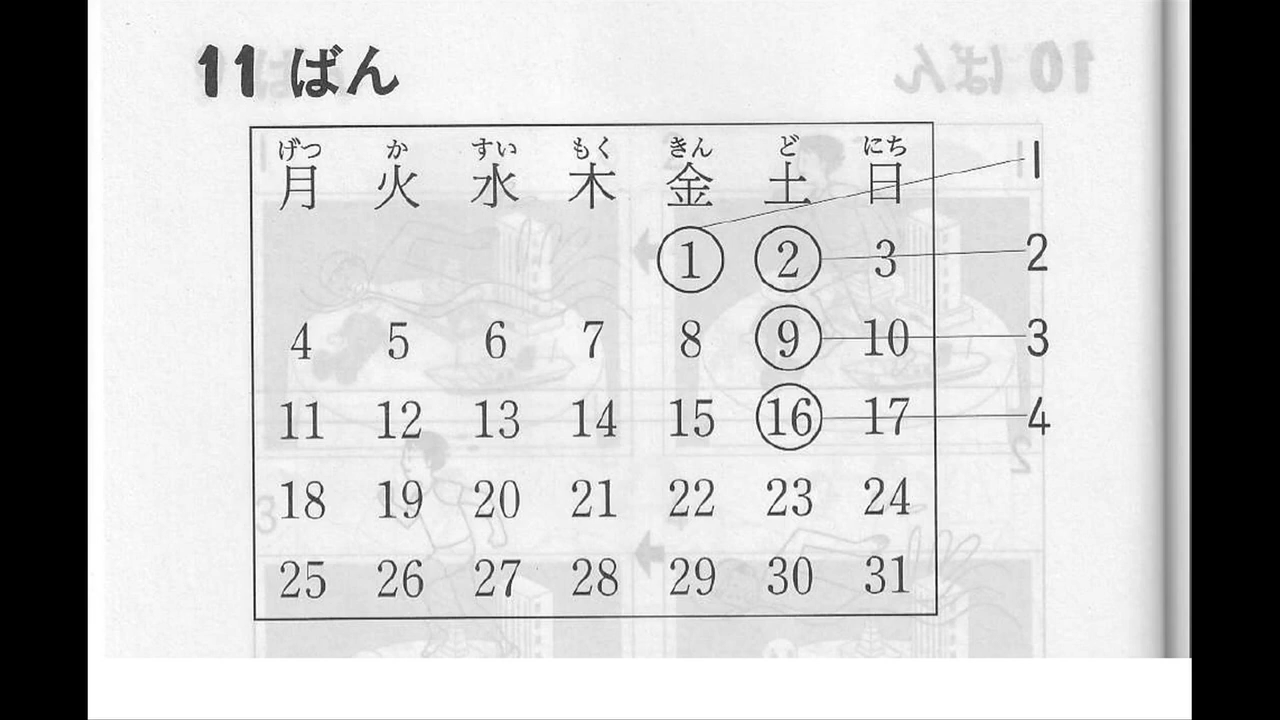 11 ばん
げつ か すい もく きん ど にち
月 火 水 木 金 土 日 1
1 2 3 2
4 5 6 7 8 9 10 3
11 12 13 14 15 16 17 4
18 19 20 21 22 23 24
25 26 27 28 29 30 31